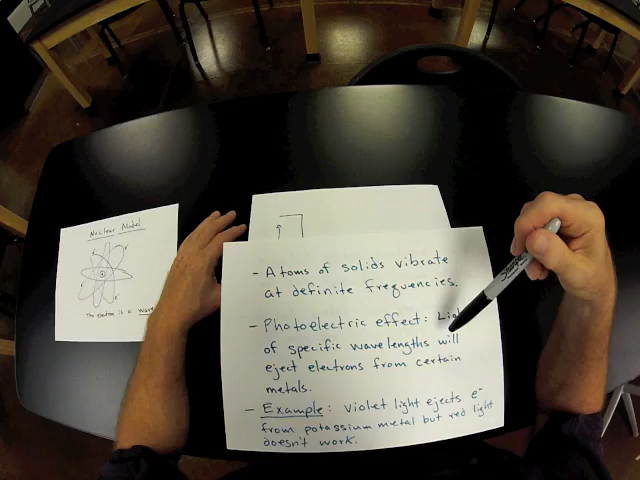 Nuclear Model
e-
e-
The electron is a wave
- Atoms of solids vibrate
at definite frequencies.
- Photoelectric effect:
of specific wavelengths will
eject electrons from certain
metals.
- Example: Violet light ejects e-
from potassium metal but red light
doesn't work.
Sharpie